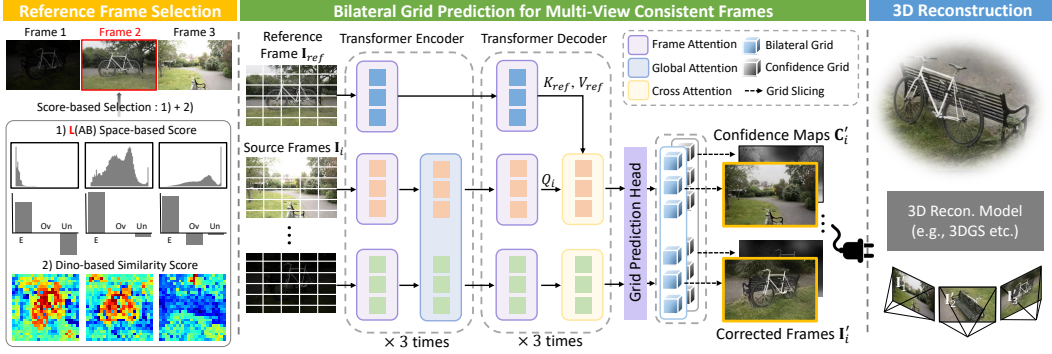 Reference Frame Selection
Frame 1
Frame 2
Frame 3
Score-based Selection : 1) + 2)
1) L(AB) Space-based Score
E
Ov
Un
E
Ov
Un
E
Ov
Un
2) Dino-based Similarity Score
Bilateral Grid Prediction for Multi-View Consistent Frames
Reference
Frame I_ref
Transformer Encoder
Transformer Decoder
K_ref, V_ref
Source Frames I_i
Q_i
× 3 times
× 3 times
Frame Attention
Global Attention
Cross Attention
Bilateral Grid
Confidence Grid
Grid Slicing
Grid Prediction Head
Confidence Maps C'_i
Corrected Frames I'_i
3D Reconstruction
3D Recon. Model
(e.g., 3DGS etc.)